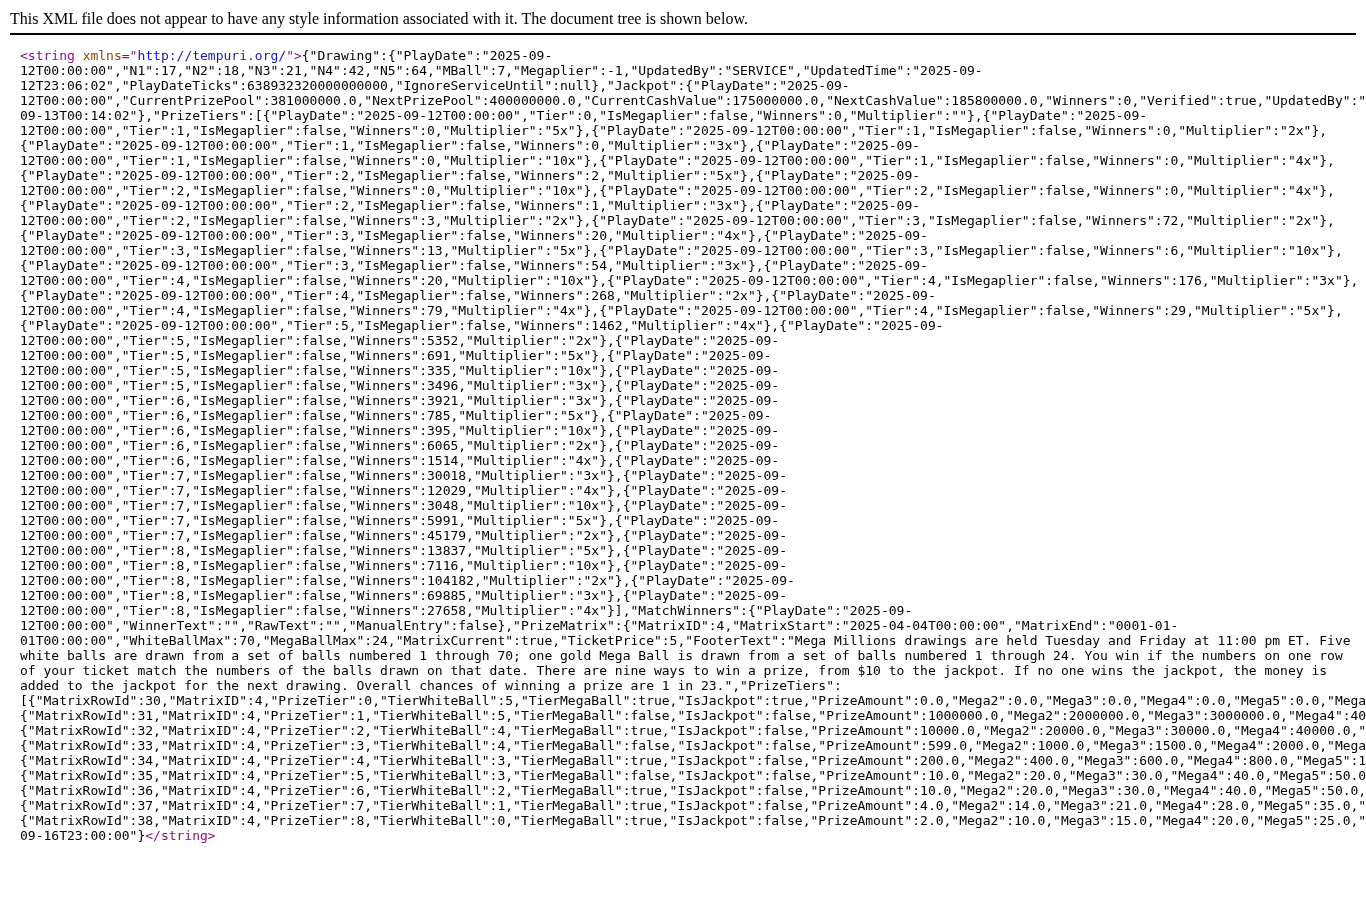 This XML file does not appear to have any style information associated with it. The document tree is shown below.
<string xmlns="http://tempuri.org/">{"Drawing":{"PlayDate":"2025-09-
12T00:00:00","N1":17,"N2":18,"N3":21,"N4":42,"N5":64,"MBall":7,"Megaplier":-1,"UpdatedBy":"SERVICE","UpdatedTime":"2025-09-
12T23:06:02","PlayDateTicks":638932320000000000,"IgnoreServiceUntil":null},"Jackpot":{"PlayDate":"2025-09-
12T00:00:00","CurrentPrizePool":381000000.0,"NextPrizePool":400000000.0,"CurrentCashValue":175000000.0,"NextCashValue":185800000.0,"Winners":0,"Verified":true,"UpdatedBy":"
09-13T00:14:02"},"PrizeTiers":[{"PlayDate":"2025-09-12T00:00:00","Tier":0,"IsMegaplier":false,"Winners":0,"Multiplier":""},{"PlayDate":"2025-09-
12T00:00:00","Tier":1,"IsMegaplier":false,"Winners":0,"Multiplier":"5x"},{"PlayDate":"2025-09-12T00:00:00","Tier":1,"IsMegaplier":false,"Winners":0,"Multiplier":"2x"},
{"PlayDate":"2025-09-12T00:00:00","Tier":1,"IsMegaplier":false,"Winners":0,"Multiplier":"3x"},{"PlayDate":"2025-09-
12T00:00:00","Tier":1,"IsMegaplier":false,"Winners":0,"Multiplier":"10x"},{"PlayDate":"2025-09-12T00:00:00","Tier":1,"IsMegaplier":false,"Winners":0,"Multiplier":"4x"},
{"PlayDate":"2025-09-12T00:00:00","Tier":2,"IsMegaplier":false,"Winners":2,"Multiplier":"5x"},{"PlayDate":"2025-09-
12T00:00:00","Tier":2,"IsMegaplier":false,"Winners":0,"Multiplier":"10x"},{"PlayDate":"2025-09-12T00:00:00","Tier":2,"IsMegaplier":false,"Winners":0,"Multiplier":"4x"},
{"PlayDate":"2025-09-12T00:00:00","Tier":2,"IsMegaplier":false,"Winners":1,"Multiplier":"3x"},{"PlayDate":"2025-09-
12T00:00:00","Tier":2,"IsMegaplier":false,"Winners":3,"Multiplier":"2x"},{"PlayDate":"2025-09-12T00:00:00","Tier":3,"IsMegaplier":false,"Winners":72,"Multiplier":"2x"},
{"PlayDate":"2025-09-12T00:00:00","Tier":3,"IsMegaplier":false,"Winners":20,"Multiplier":"4x"},{"PlayDate":"2025-09-
12T00:00:00","Tier":3,"IsMegaplier":false,"Winners":13,"Multiplier":"5x"},{"PlayDate":"2025-09-12T00:00:00","Tier":3,"IsMegaplier":false,"Winners":6,"Multiplier":"10x"},
{"PlayDate":"2025-09-12T00:00:00","Tier":3,"IsMegaplier":false,"Winners":54,"Multiplier":"3x"},{"PlayDate":"2025-09-
12T00:00:00","Tier":4,"IsMegaplier":false,"Winners":20,"Multiplier":"10x"},{"PlayDate":"2025-09-12T00:00:00","Tier":4,"IsMegaplier":false,"Winners":176,"Multiplier":"3x"},
{"PlayDate":"2025-09-12T00:00:00","Tier":4,"IsMegaplier":false,"Winners":268,"Multiplier":"2x"},{"PlayDate":"2025-09-
12T00:00:00","Tier":4,"IsMegaplier":false,"Winners":79,"Multiplier":"4x"},{"PlayDate":"2025-09-12T00:00:00","Tier":4,"IsMegaplier":false,"Winners":29,"Multiplier":"5x"},
{"PlayDate":"2025-09-12T00:00:00","Tier":5,"IsMegaplier":false,"Winners":1462,"Multiplier":"4x"},{"PlayDate":"2025-09-
12T00:00:00","Tier":5,"IsMegaplier":false,"Winners":5352,"Multiplier":"2x"},{"PlayDate":"2025-09-
12T00:00:00","Tier":5,"IsMegaplier":false,"Winners":691,"Multiplier":"5x"},{"PlayDate":"2025-09-
12T00:00:00","Tier":5,"IsMegaplier":false,"Winners":335,"Multiplier":"10x"},{"PlayDate":"2025-09-
12T00:00:00","Tier":5,"IsMegaplier":false,"Winners":3496,"Multiplier":"3x"},{"PlayDate":"2025-09-
12T00:00:00","Tier":6,"IsMegaplier":false,"Winners":3921,"Multiplier":"3x"},{"PlayDate":"2025-09-
12T00:00:00","Tier":6,"IsMegaplier":false,"Winners":785,"Multiplier":"5x"},{"PlayDate":"2025-09-
12T00:00:00","Tier":6,"IsMegaplier":false,"Winners":395,"Multiplier":"10x"},{"PlayDate":"2025-09-
12T00:00:00","Tier":6,"IsMegaplier":false,"Winners":6065,"Multiplier":"2x"},{"PlayDate":"2025-09-
12T00:00:00","Tier":6,"IsMegaplier":false,"Winners":1514,"Multiplier":"4x"},{"PlayDate":"2025-09-
12T00:00:00","Tier":7,"IsMegaplier":false,"Winners":30018,"Multiplier":"3x"},{"PlayDate":"2025-09-
12T00:00:00","Tier":7,"IsMegaplier":false,"Winners":12029,"Multiplier":"4x"},{"PlayDate":"2025-09-
12T00:00:00","Tier":7,"IsMegaplier":false,"Winners":3048,"Multiplier":"10x"},{"PlayDate":"2025-09-
12T00:00:00","Tier":7,"IsMegaplier":false,"Winners":5991,"Multiplier":"5x"},{"PlayDate":"2025-09-
12T00:00:00","Tier":7,"IsMegaplier":false,"Winners":45179,"Multiplier":"2x"},{"PlayDate":"2025-09-
12T00:00:00","Tier":8,"IsMegaplier":false,"Winners":13837,"Multiplier":"5x"},{"PlayDate":"2025-09-
12T00:00:00","Tier":8,"IsMegaplier":false,"Winners":7116,"Multiplier":"10x"},{"PlayDate":"2025-09-
12T00:00:00","Tier":8,"IsMegaplier":false,"Winners":104182,"Multiplier":"2x"},{"PlayDate":"2025-09-
12T00:00:00","Tier":8,"IsMegaplier":false,"Winners":69885,"Multiplier":"3x"},{"PlayDate":"2025-09-
12T00:00:00","Tier":8,"IsMegaplier":false,"Winners":27658,"Multiplier":"4x"}],"MatchWinners":{"PlayDate":"2025-09-
12T00:00:00","WinnerText":"","RawText":"","ManualEntry":false},"PrizeMatrix":{"MatrixID":4,"MatrixStart":"2025-04-04T00:00:00","MatrixEnd":"0001-01-
01T00:00:00","WhiteBallMax":70,"MegaBallMax":24,"MatrixCurrent":true,"TicketPrice":5,"FooterText":"Mega Millions drawings are held Tuesday and Friday at 11:00 pm ET. Five
white balls are drawn from a set of balls numbered 1 through 70; one gold Mega Ball is drawn from a set of balls numbered 1 through 24. You win if the numbers on one row
of your ticket match the numbers of the balls drawn on that date. There are nine ways to win a prize, from $10 to the jackpot. If no one wins the jackpot, the money is
added to the jackpot for the next drawing. Overall chances of winning a prize are 1 in 23.","PrizeTiers":
[{"MatrixRowId":30,"MatrixID":4,"PrizeTier":0,"TierWhiteBall":5,"TierMegaBall":true,"IsJackpot":true,"PrizeAmount":0.0,"Mega2":0.0,"Mega3":0.0,"Mega4":0.0,"Mega5":0.0,"Mega
{"MatrixRowId":31,"MatrixID":4,"PrizeTier":1,"TierWhiteBall":5,"TierMegaBall":false,"IsJackpot":false,"PrizeAmount":1000000.0,"Mega2":2000000.0,"Mega3":3000000.0,"Mega4":40
{"MatrixRowId":32,"MatrixID":4,"PrizeTier":2,"TierWhiteBall":4,"TierMegaBall":true,"IsJackpot":false,"PrizeAmount":10000.0,"Mega2":20000.0,"Mega3":30000.0,"Mega4":40000.0,"
{"MatrixRowId":33,"MatrixID":4,"PrizeTier":3,"TierWhiteBall":4,"TierMegaBall":false,"IsJackpot":false,"PrizeAmount":599.0,"Mega2":1000.0,"Mega3":1500.0,"Mega4":2000.0,"Mega
{"MatrixRowId":34,"MatrixID":4,"PrizeTier":4,"TierWhiteBall":3,"TierMegaBall":true,"IsJackpot":false,"PrizeAmount":200.0,"Mega2":400.0,"Mega3":600.0,"Mega4":800.0,"Mega5":1
{"MatrixRowId":35,"MatrixID":4,"PrizeTier":5,"TierWhiteBall":3,"TierMegaBall":false,"IsJackpot":false,"PrizeAmount":10.0,"Mega2":20.0,"Mega3":30.0,"Mega4":40.0,"Mega5":50.0
{"MatrixRowId":36,"MatrixID":4,"PrizeTier":6,"TierWhiteBall":2,"TierMegaBall":true,"IsJackpot":false,"PrizeAmount":10.0,"Mega2":20.0,"Mega3":30.0,"Mega4":40.0,"Mega5":50.0,
{"MatrixRowId":37,"MatrixID":4,"PrizeTier":7,"TierWhiteBall":1,"TierMegaBall":true,"IsJackpot":false,"PrizeAmount":4.0,"Mega2":14.0,"Mega3":21.0,"Mega4":28.0,"Mega5":35.0,"
{"MatrixRowId":38,"MatrixID":4,"PrizeTier":8,"TierWhiteBall":0,"TierMegaBall":true,"IsJackpot":false,"PrizeAmount":2.0,"Mega2":10.0,"Mega3":15.0,"Mega4":20.0,"Mega5":25.0,"
09-16T23:00:00"}</string>